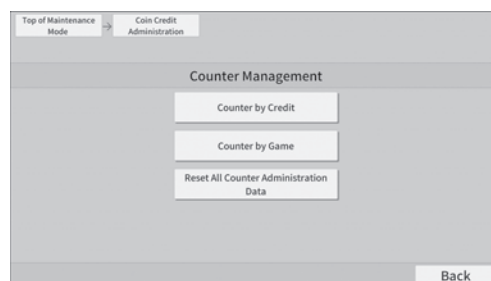 Top of Maintenance
Mode
→
Coin Credit
Administration
Counter Management
Counter by Credit
Counter by Game
Reset All Counter Administration
Data
Back